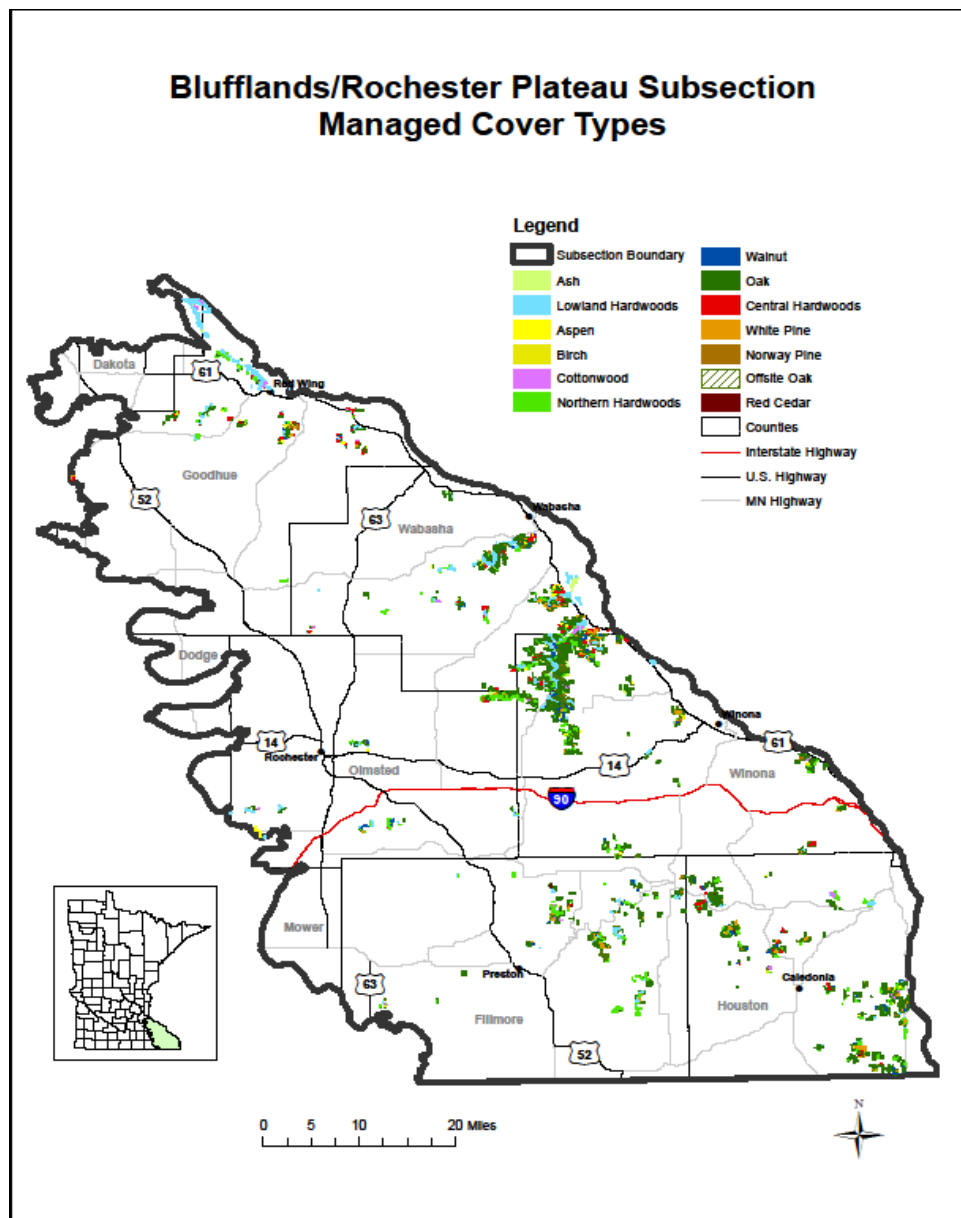 Blufflands/Rochester Plateau Subsection
Managed Cover Types
Legend
Subsection Boundary
Ash
Lowland Hardwoods
Aspen
Birch
Cottonwood
Northern Hardwoods
Walnut
Oak
Central Hardwoods
White Pine
Norway Pine
Offsite Oak
Red Cedar
Counties
Interstate Highway
U.S. Highway
MN Highway
Dakota
61
Red Wing
Goodhue
52
63
Wabasha
Wabasha
Dodge
14
Rochester
Olmsted
Winona
61
14
Winona
90
Mower
Preston
63
Fillmore
Caledonia
Houston
52
0 5 10 20 Miles
N